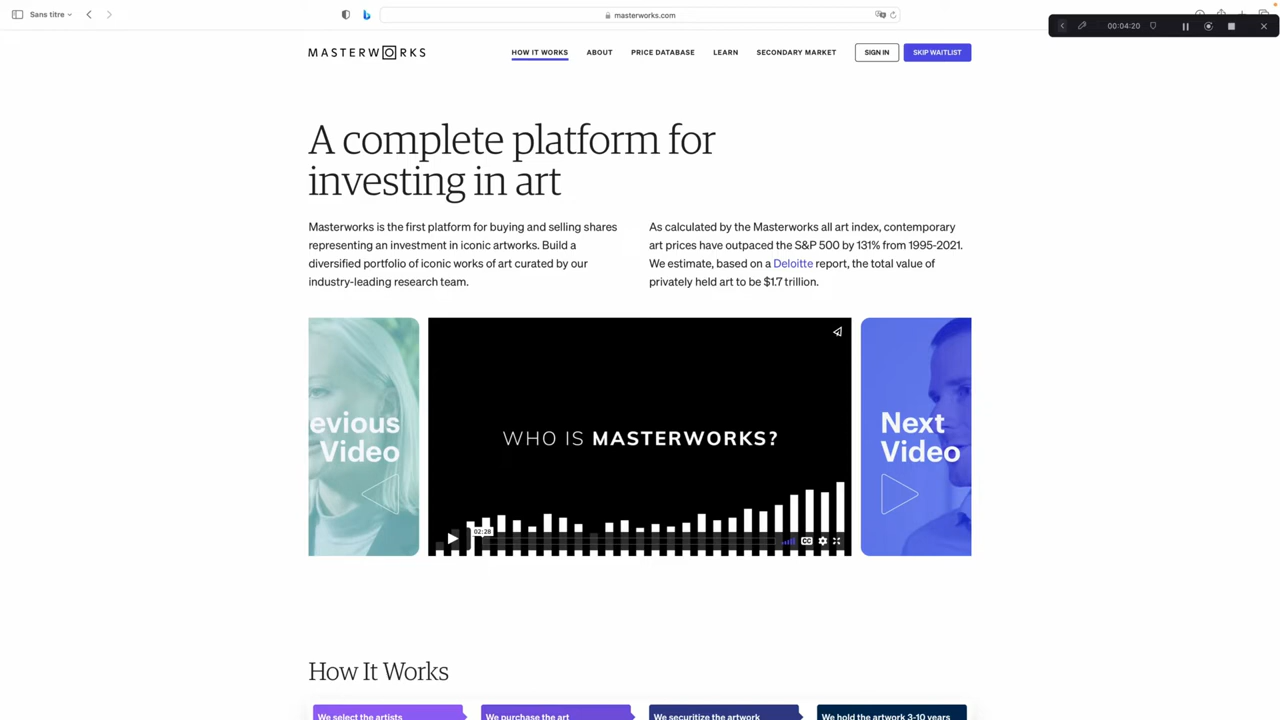 Sans titre
masterworks.com
00:04:20
MASTERWORKS
HOW IT WORKS
ABOUT
PRICE DATABASE
LEARN
SECONDARY MARKET
SIGN IN
SKIP WAITLIST
A complete platform for
investing in art
Masterworks is the first platform for buying and selling shares
representing an investment in iconic artworks. Build a
diversified portfolio of iconic works of art curated by our
industry-leading research team.
As calculated by the Masterworks all art index, contemporary
art prices have outpaced the S&P 500 by 131% from 1995-2021.
We estimate, based on a Deloitte report, the total value of
privately held art to be $1.7 trillion.
evious
Video
WHO IS MASTERWORKS?
02:28
CC
Next
Video
How It Works
We select the artists
We purchase the art
We securitize the artwork
We hold the artwork 3-10 years